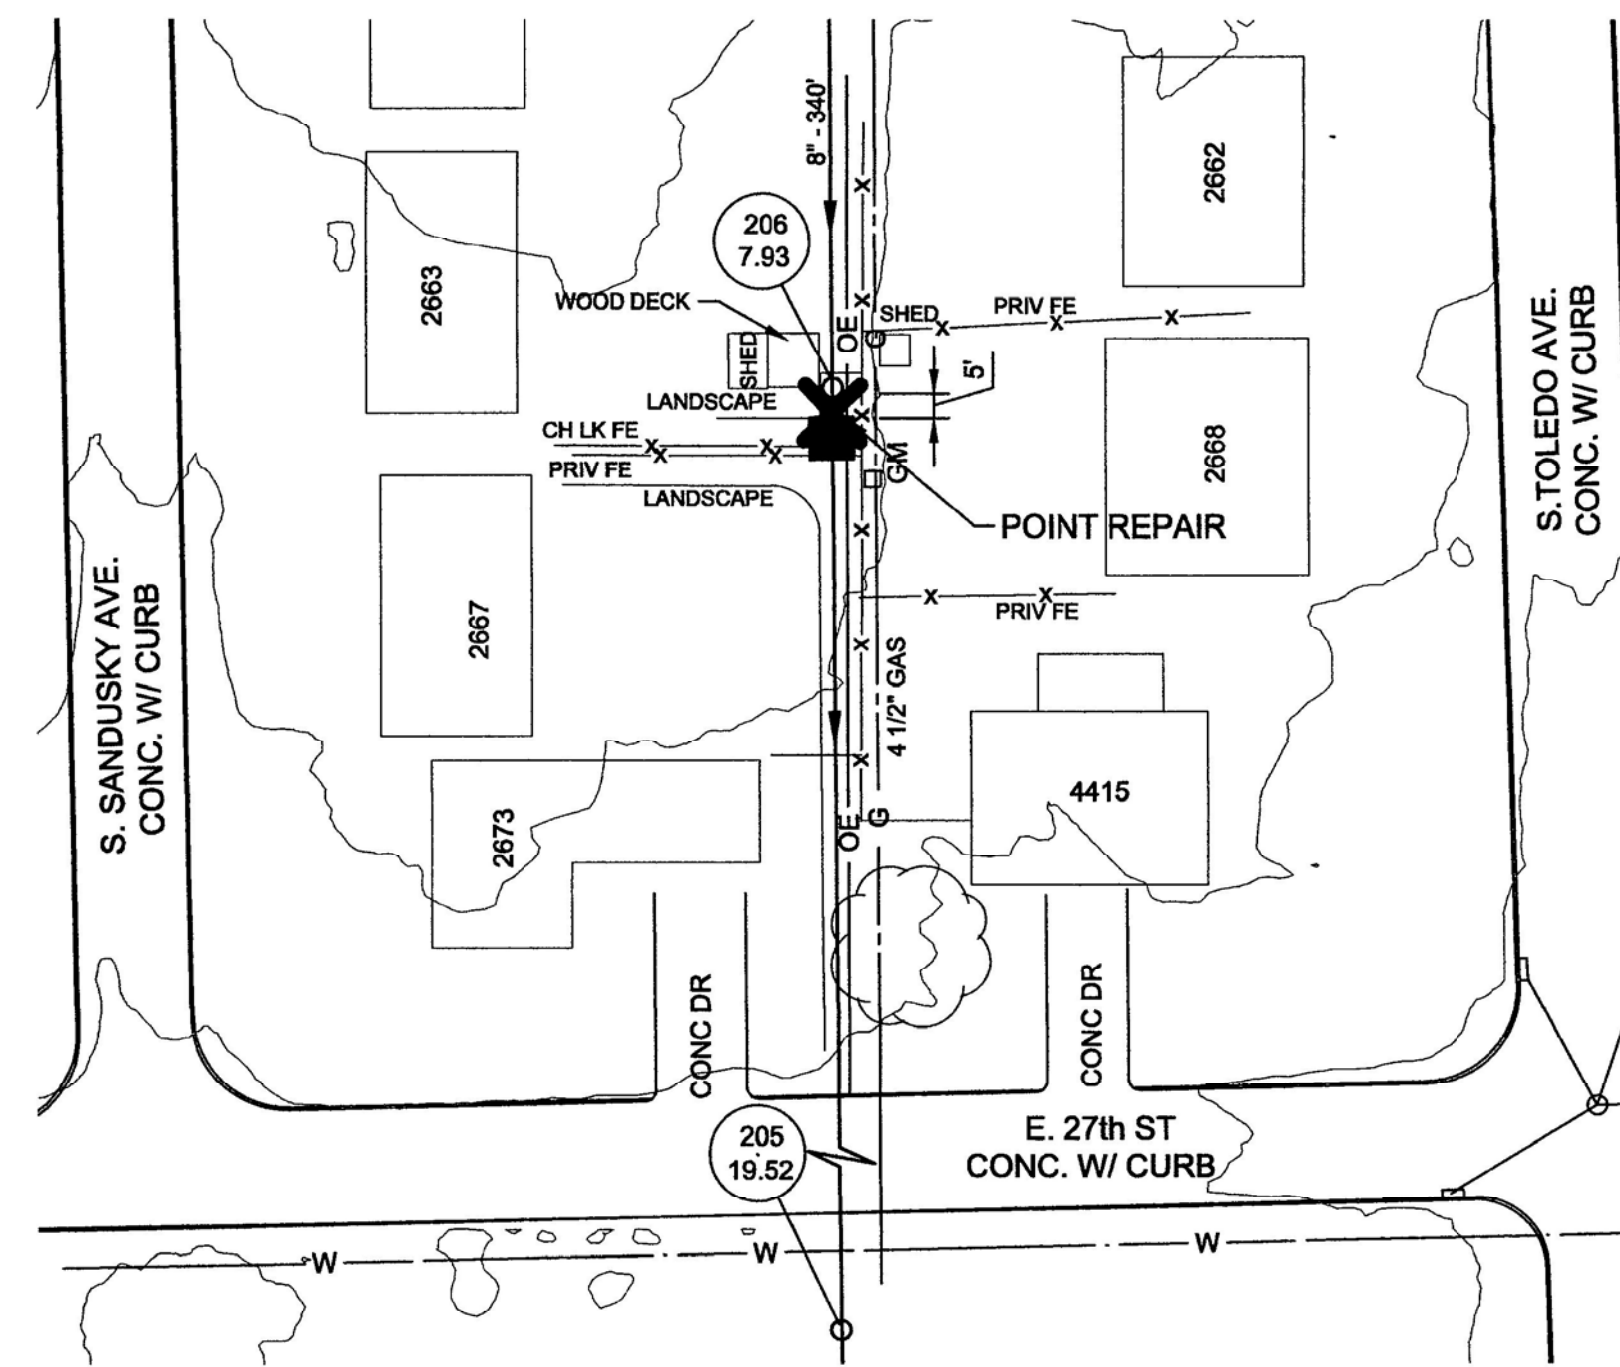 8" - 340'
2662
206
7.93
2663
WOOD DECK
SHED
PRIV FE
OE
G
SHED
5'
LANDSCAPE
CH LK FE
PRIV FE
LANDSCAPE
GM
2668
POINT REPAIR
S. TOLEDO AVE.
CONC. W/ CURB
S. SANDUSKY AVE.
CONC. W/ CURB
2667
PRIV FE
4 1/2" GAS
4415
2673
OE
G
CONC DR
CONC DR
205
19.52
E. 27th ST
CONC. W/ CURB
W
W
W